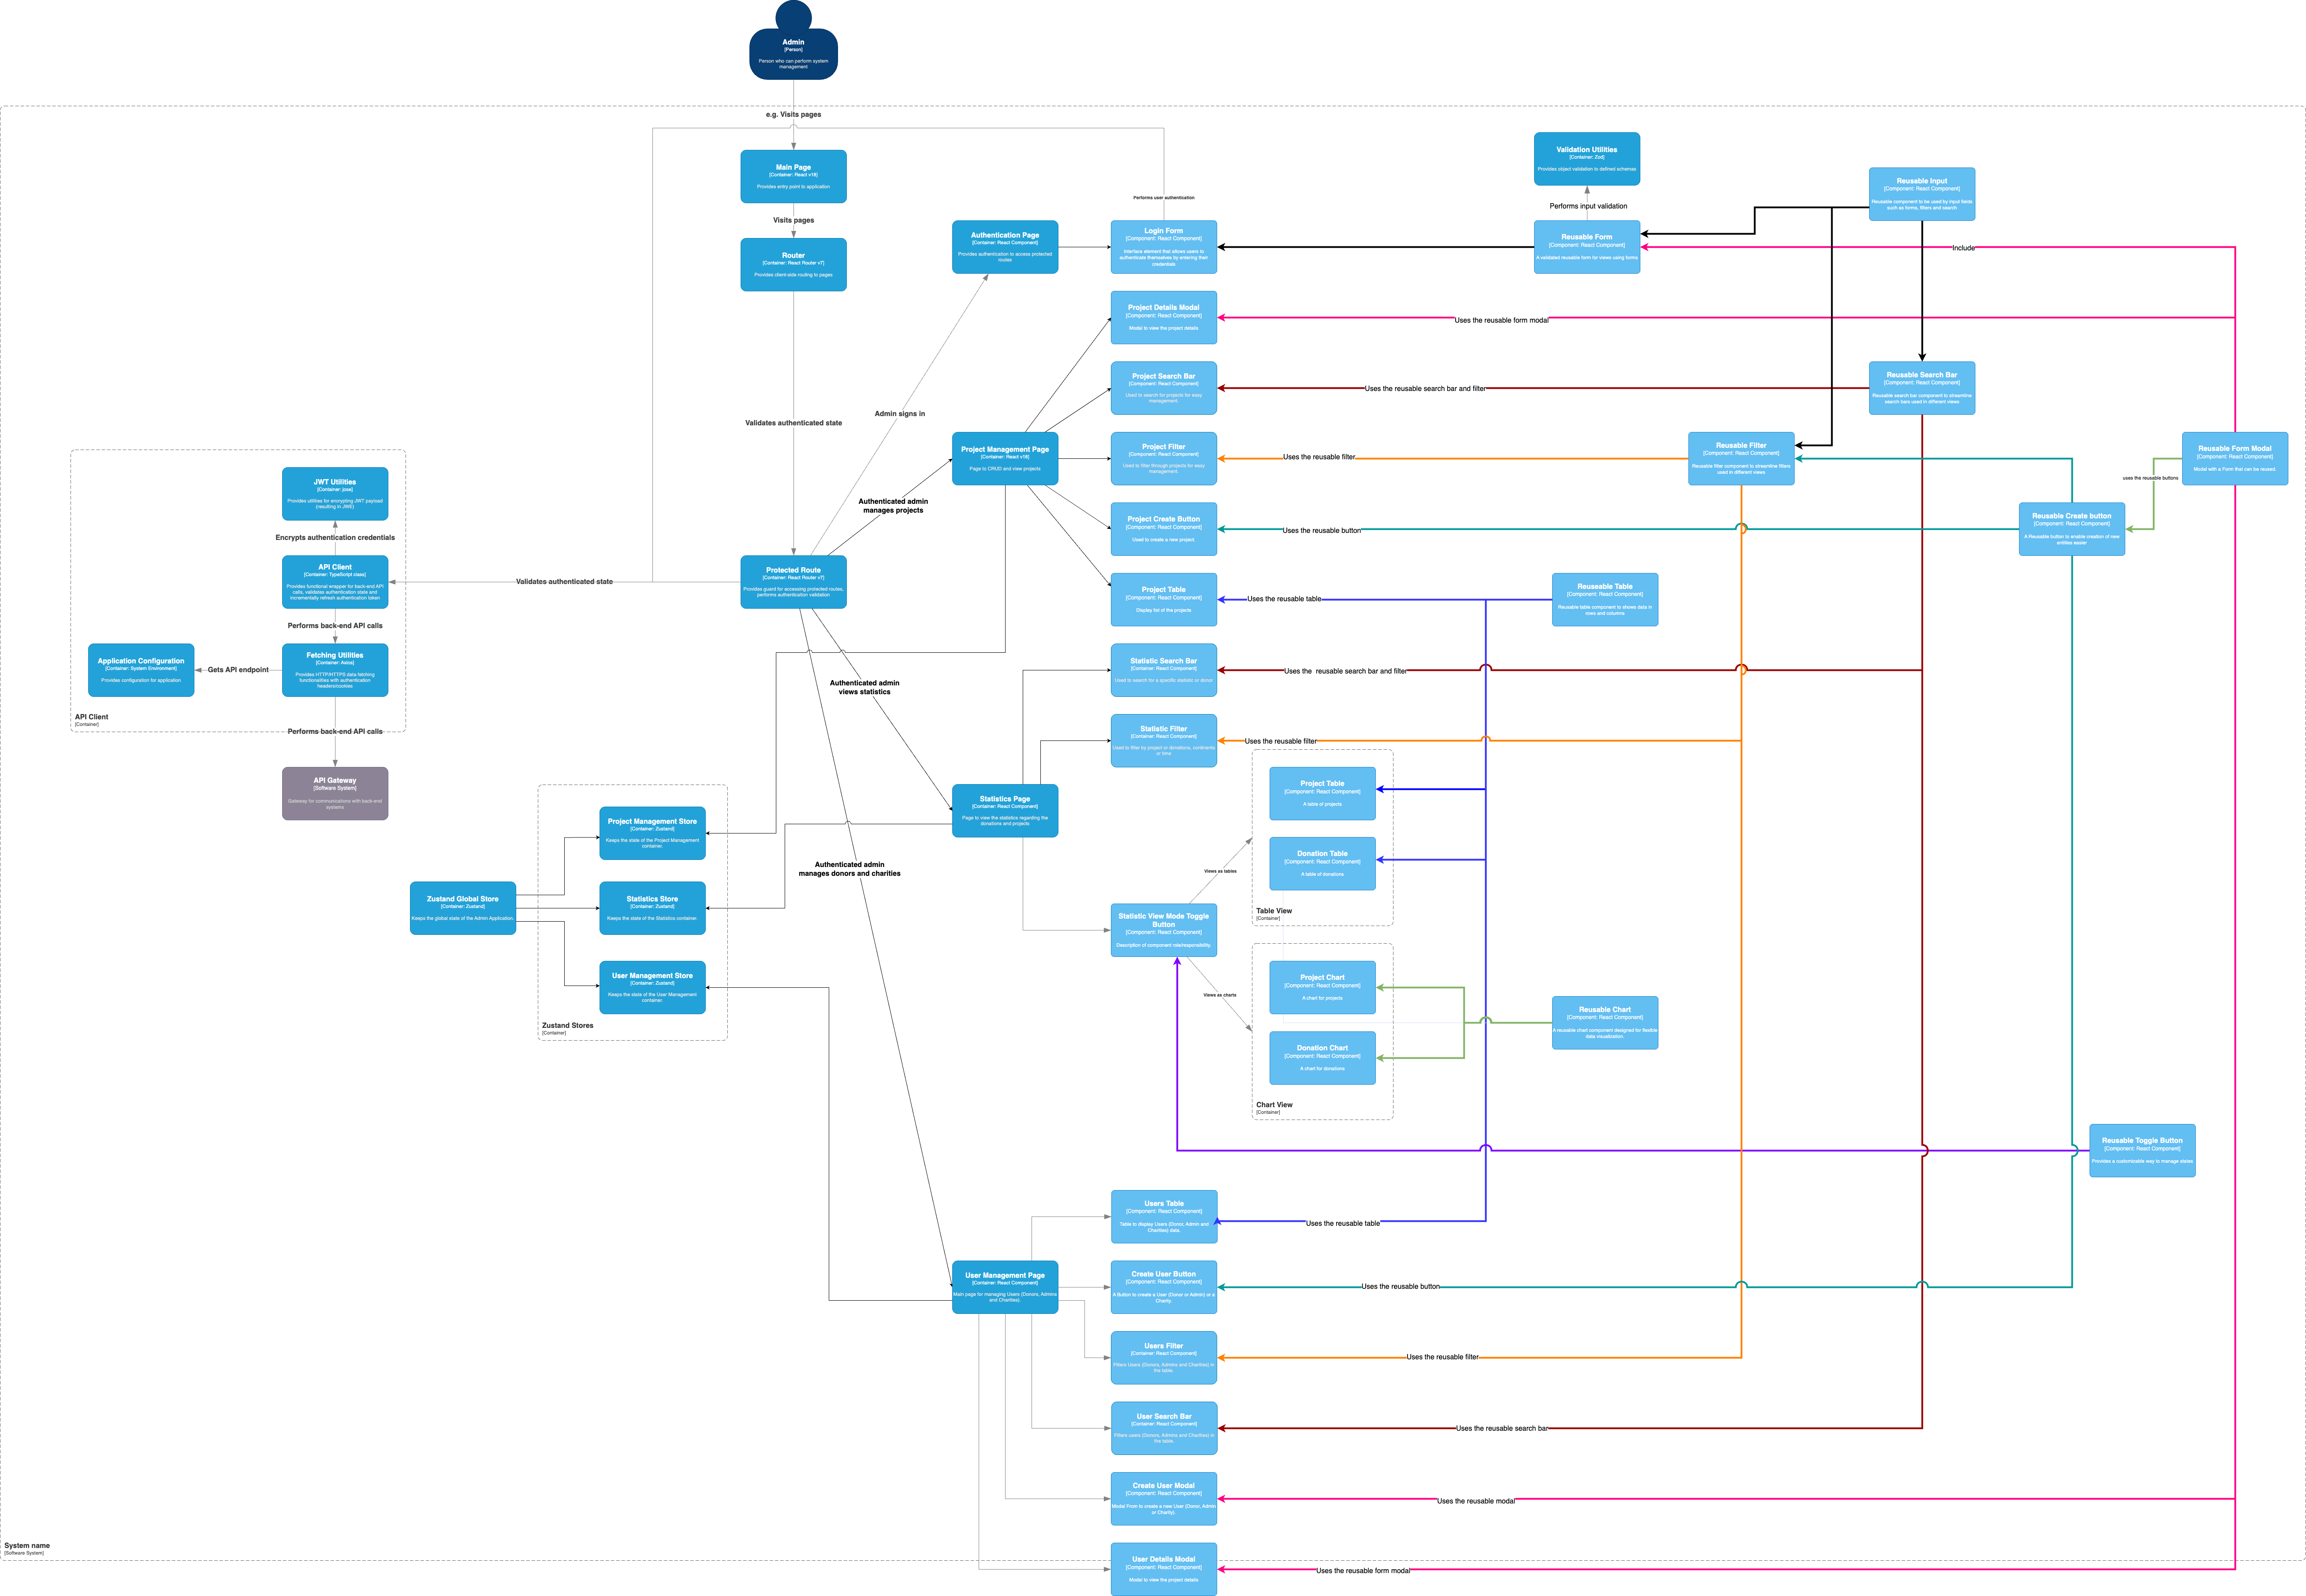 Admin
[Person]
Person who can perform system
management
e.g. Visits pages
Main Page
[Container: React v18]
Provides entry point to application
Visits pages
Router
[Container: React Router v7]
Provides client-side routing to pages
Validates authenticated state
Protected Route
[Container: React Router v7]
Provides guard for accessing protected routes,
performs authentication validation
Validates authenticated state
JWT Utilities
[Container: jose]
Provides utilities for encrypting JWT payload
(resulting in JWE)
Encrypts authentication credentials
API Client
[Container: TypeScript class]
Provides functional wrapper for back-end API
calls, validates authentication state and
incrementally refresh authentication token
Performs back-end API calls
Application Configuration
[Container: System Environment]
Provides configuration for application
Gets API endpoint
Fetching Utilities
[Container: Axios]
Provides HTTP/HTTPS data fetching
functionalities with authentication
headers/cookies
API Client
[Container]
Performs back-end API calls
API Gateway
[Software System]
Gateway for communications with back-end
systems
Zustand Global Store
[Container: Zustand]
Keeps the global state of the Admin Application.
Project Management Store
[Container: Zustand]
Keeps the state of the Project Management
container.
Statistics Store
[Container: Zustand]
Keeps the state of the Statistics container.
User Management Store
[Container: Zustand]
Keeps the state of the User Management
container.
Zustand Stores
[Container]
Admin signs in
Authenticated admin
manages projects
Authenticated admin
views statistics
Authenticated admin
manages donors and charities
Authentication Page
[Container: React Component]
Provides authentication to access protected
routes
Project Management Page
[Container: React v18]
Page to CRUD and view projects
Statistics Page
[Container: React Component]
Page to view the statistics regarding the
donations and projects
User Management Page
[Container: React Component]
Main page for managing Users (Donors, Admins
and Charities).
Performs user authentication
Login Form
[Component: React Component]
Interface element that allows users to
authenticate themselves by entering their
credentials
Project Details Modal
[Component: React Component]
Modal to view the project details
Uses the reusable form modal
Project Search Bar
[Container: React Component]
Used to search for projects for easy
management.
Uses the reusable search bar and filter
Project Filter
[Component: React Component]
Used to filter through projects for easy
management.
Uses the reusable filter
Project Create Button
[Component: React Component]
Used to create a new project
Uses the reusable button
Project Table
[Component: React Component]
Display list of the projects
Uses the reusable table
Statistic Search Bar
[Container: React Component]
Used to search for a specific statistic or donor
Uses the  reusable search bar and filter
Statistic Filter
[Container: React Component]
Used to filter by project or donations, continents
or time
Uses the reusable filter
Project Table
[Component: React Component]
A table of projects
Donation Table
[Component: React Component]
A table of donations
Table View
[Container]
Views as tables
Statistic View Mode Toggle
Button
[Component: React Component]
Description of component role/responsibility.
Views as charts
Project Chart
[Component: React Component]
A chart for projects
Donation Chart
[Component: React Component]
A chart for donations
Chart View
[Container]
Users Table
[Component: React Component]
Table to display Users (Donor, Admin and
Charities) data.
Uses the reusable table
Create User Button
[Component: React Component]
A Button to create a User (Donor or Admin) or a
Charity.
Uses the reusable button
Users Filter
[Container: React Component]
Filters Users (Donors, Admins and Charities) in
the table.
Uses the reusable filter
User Search Bar
[Container: React Component]
Filters users (Donors, Admins and Charities) in
the table.
Uses the reusable search bar
Create User Modal
[Component: React Component]
Modal Form to create a new User (Donor, Admin
or Charity).
Uses the reusable modal
User Details Modal
[Component: React Component]
Modal to view the project details
Uses the reusable form modal
Validation Utilities
[Container: Zod]
Provides object validation to defined schemas
Performs input validation
Reusable Form
[Component: React Component]
A validated reusable form for views using forms
Reusable Input
[Component: React Component]
Reusable component to be used by input fields
such as forms, filters and search
Include
Reusable Search Bar
[Component: React Component]
Reusable search bar component to streamline
search bars used in different views
Reusable Filter
[Component: React Component]
Reusable filter component to streamline filters
used in different views
Reusable Form Modal
[Component: React Component]
Modal with a Form that can be reused.
uses the reusable buttons
Reusable Create button
[Component: React Component]
A Reusable button to enable creation of new
entities easier
Reuseable Table
[Component: React Component]
Reusable table component to shows data in
rows and columns
Reusable Chart
[Component: React Component]
A reusable chart component designed for flexible
data visualization.
Reusable Toggle Button
[Component: React Component]
Provides a customizable way to manage states
System name
[Software System]